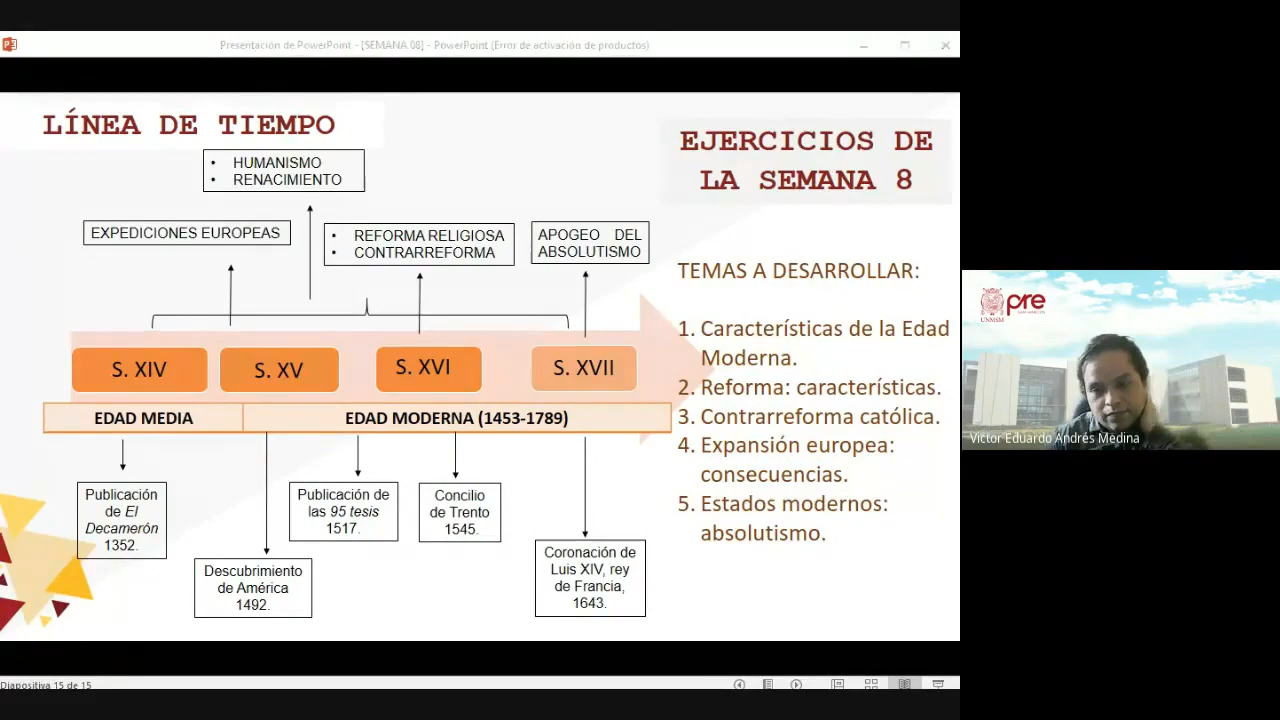 Presentación de PowerPoint - [SEMANA 08] - PowerPoint (Error de activación de productos)
LÍNEA DE TIEMPO
• HUMANISMO
• RENACIMIENTO
EXPEDICIONES EUROPEAS
• REFORMA RELIGIOSA
• CONTRARREFORMA
APOGEO DEL
ABSOLUTISMO
S. XIV
S. XV
S. XVI
S. XVII
EDAD MEDIA
EDAD MODERNA (1453-1789)
Publicación
de El
Decamerón
1352.
Descubrimiento
de América
1492.
Publicación de
las 95 tesis
1517.
Concilio
de Trento
1545.
Coronación de
Luis XIV, rey
de Francia,
1643.
EJERCICIOS DE
LA SEMANA 8
TEMAS A DESARROLLAR:
1. Características de la Edad
Moderna.
2. Reforma: características.
3. Contrarreforma católica.
4. Expansión europea:
consecuencias.
5. Estados modernos:
absolutismo.
Diapositiva 15 de 15
pre
UNMSM
Victor Eduardo Andrés Medina